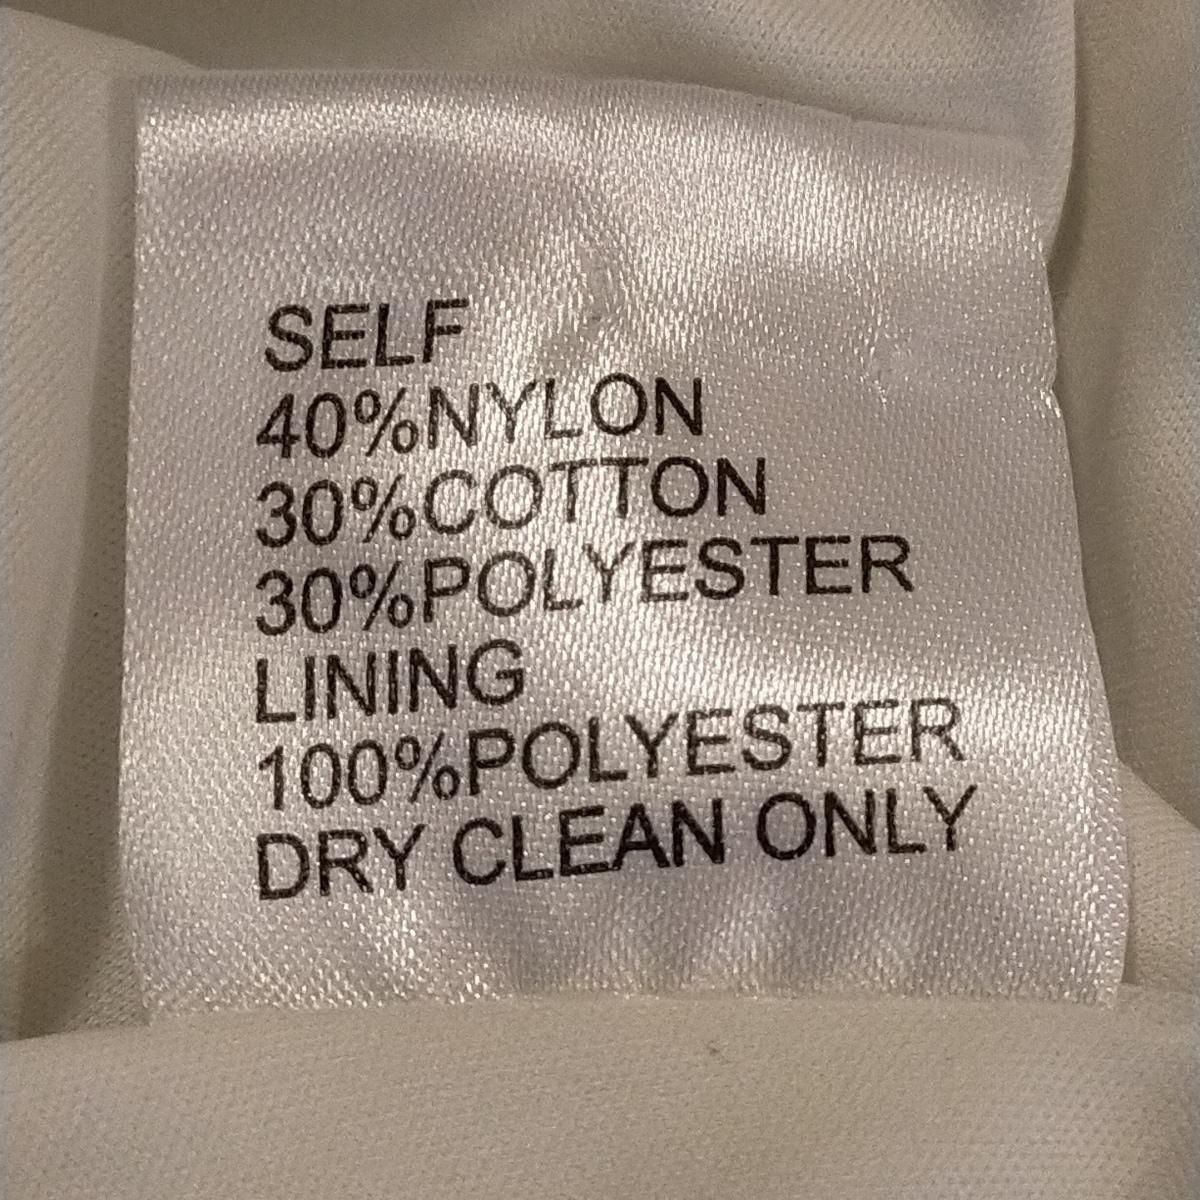 SELF
40%NYLON
30%COTTON
30%POLYESTER
LINING
100%POLYESTER
DRY CLEAN ONLY